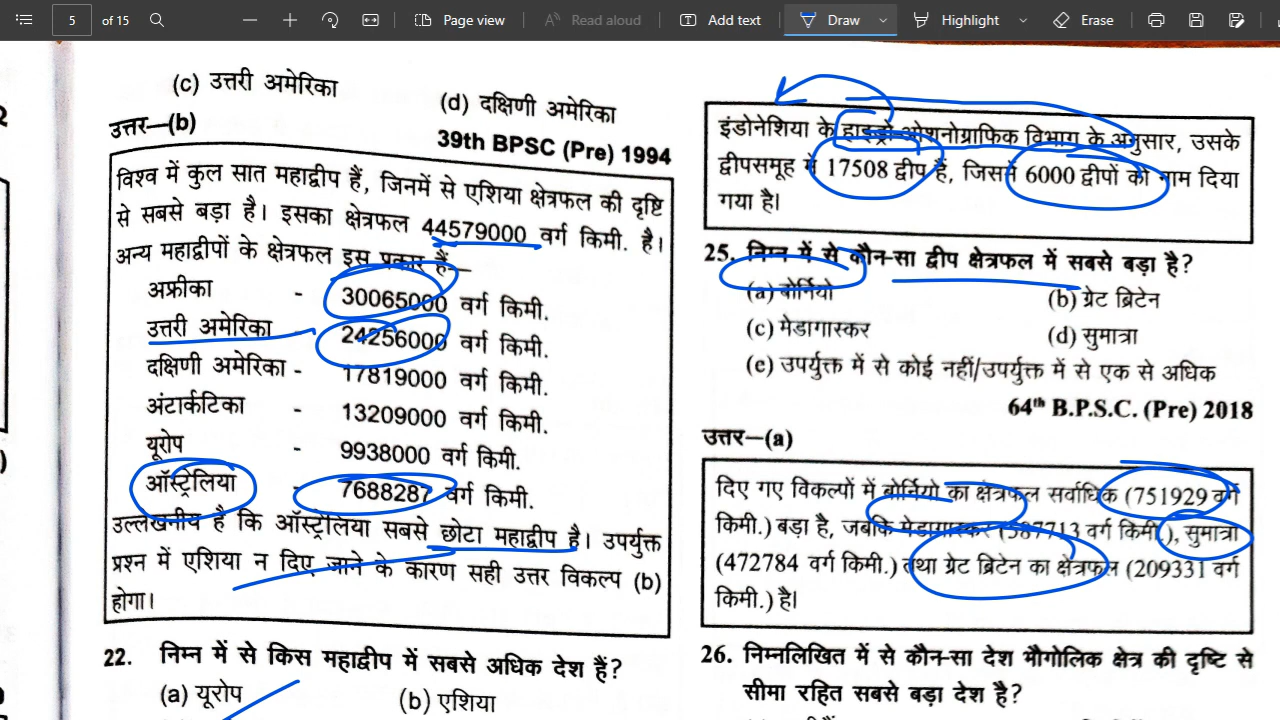 5 of 15 Page view Read aloud Add text Draw Highlight Erase
(c) उत्तरी अमेरिका
(d) दक्षिणी अमेरिका
उत्तर—(b)
39th BPSC (Pre) 1994
विश्व में कुल सात महाद्वीप हैं, जिनमें से एशिया क्षेत्रफल की दृष्टि
से सबसे बड़ा है। इसका क्षेत्रफल 44579000 वर्ग किमी. है।
अन्य महाद्वीपों के क्षेत्रफल इस प्रकार हैं—
अफ्रीका - 30065000 वर्ग किमी.
उत्तरी अमेरिका - 24256000 वर्ग किमी.
दक्षिणी अमेरिका - 17819000 वर्ग किमी.
अंटार्कटिका - 13209000 वर्ग किमी.
यूरोप - 9938000 वर्ग किमी.
ऑस्ट्रेलिया - 7688287 वर्ग किमी.
उल्लेखनीय है कि ऑस्ट्रेलिया सबसे छोटा महाद्वीप है। उपर्युक्त
प्रश्न में एशिया न दिए जाने के कारण सही उत्तर विकल्प (b)
होगा।
22. निम्न में से किस महाद्वीप में सबसे अधिक देश हैं?
(a) यूरोप (b) एशिया
इंडोनेशिया के हाइड्रो ओशनोग्राफिक विभाग के अनुसार, उसके
द्वीपसमूह में 17508 द्वीप हैं, जिसमें 6000 द्वीपों को नाम दिया
गया है।
25. निम्न में से कौन-सा द्वीप क्षेत्रफल में सबसे बड़ा है?
(a) बोर्नियो (b) ग्रेट ब्रिटेन
(c) मेडागास्कर (d) सुमात्रा
(e) उपर्युक्त में से कोई नहीं/उपर्युक्त में से एक से अधिक
64th B.P.S.C. (Pre) 2018
उत्तर—(a)
दिए गए विकल्पों में बोर्नियो का क्षेत्रफल सर्वाधिक (751929 वर्ग
किमी.) बड़ा है, जबकि मेडागास्कर (587713 वर्ग किमी.), सुमात्रा
(472784 वर्ग किमी.) तथा ग्रेट ब्रिटेन का क्षेत्रफल (209331 वर्ग
किमी.) है।
26. निम्नलिखित में से कौन-सा देश भौगोलिक क्षेत्र की दृष्टि से
सीमा रहित सबसे बड़ा देश है?